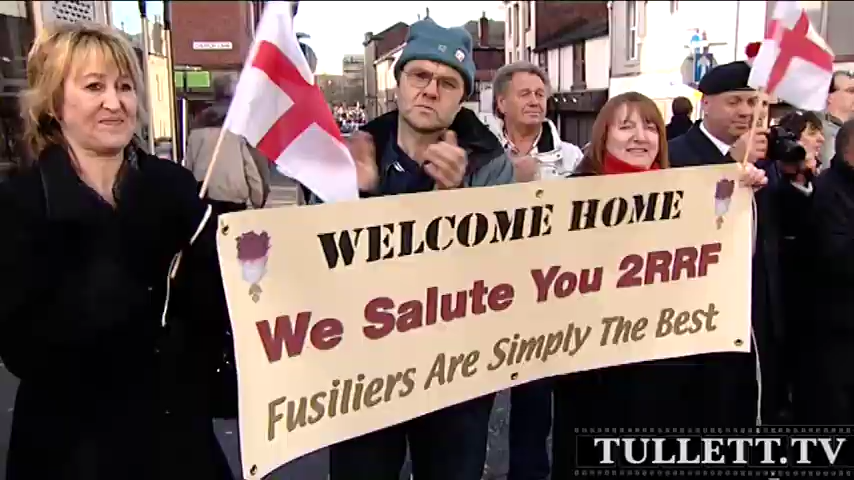 WELCOME HOME
We Salute You 2RRF
Fusiliers Are Simply The Best
TULLETT.TV